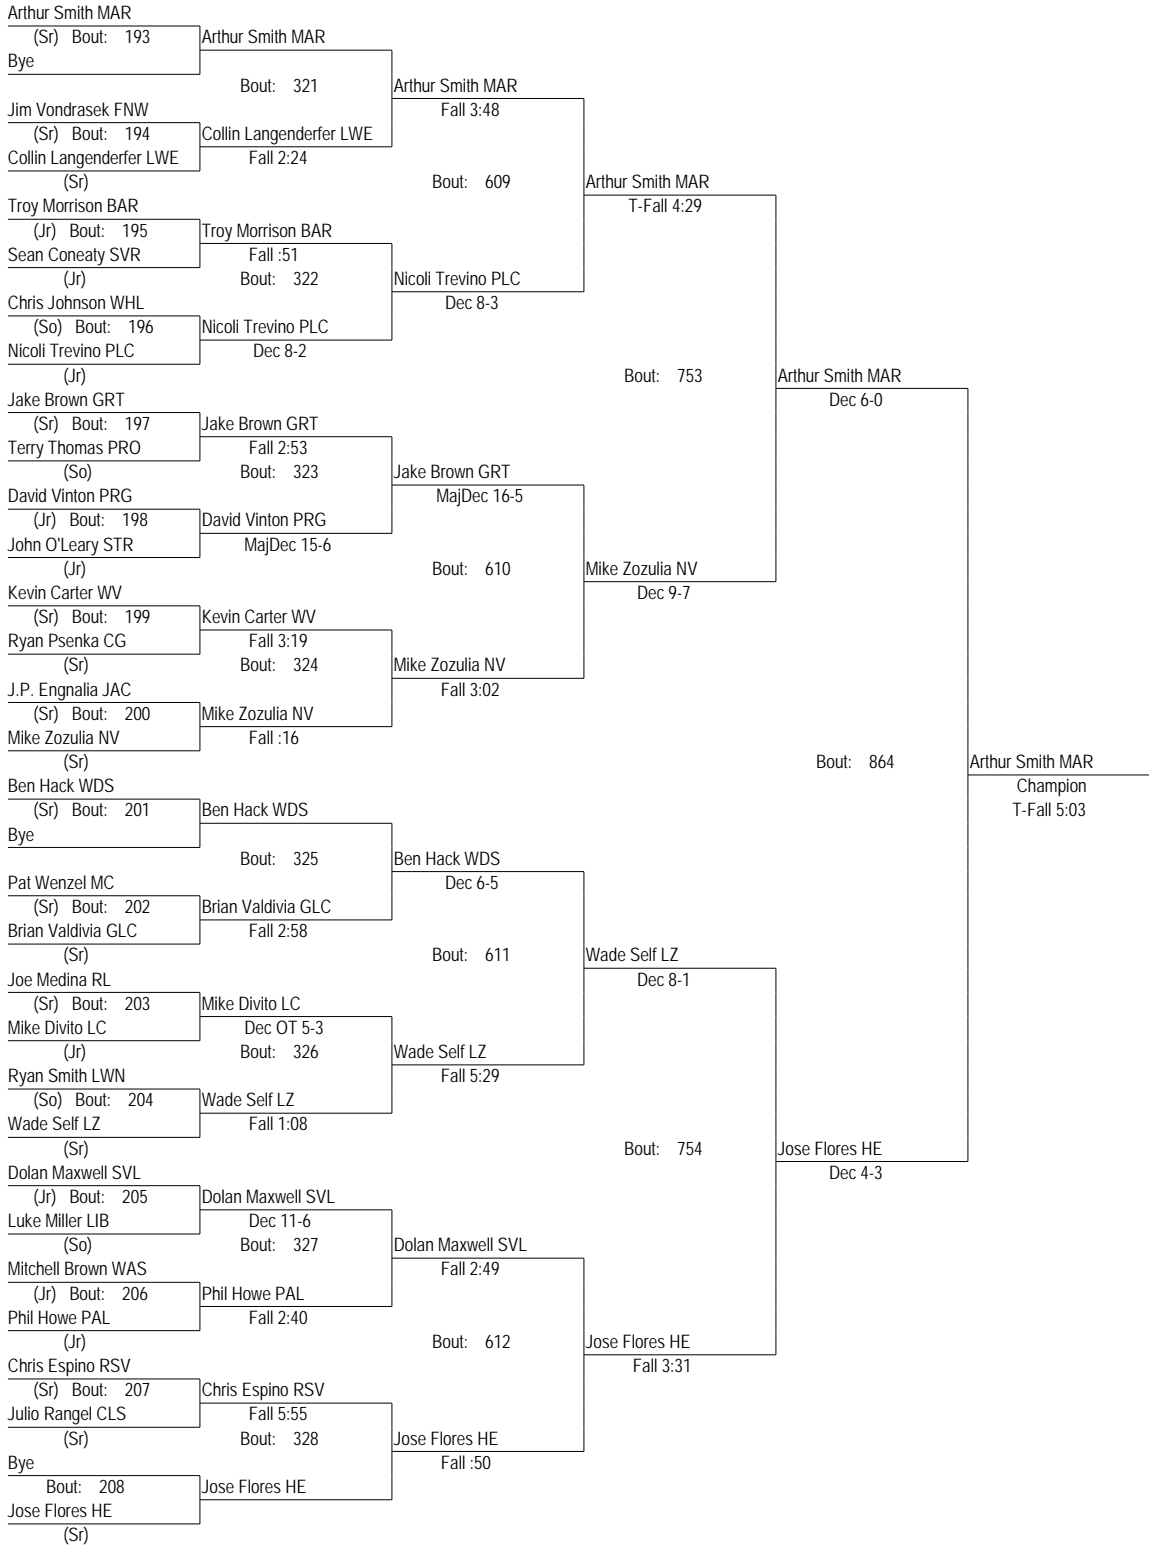 Arthur Smith MAR
(Sr) Bout: 193 Arthur Smith MAR
Bye
Bout: 321 Arthur Smith MAR
Jim Vondrasek FNW Fall 3:48
(Sr) Bout: 194 Collin Langenderfer LWE
Collin Langenderfer LWE Fall 2:24
(Sr) Bout: 609 Arthur Smith MAR
Troy Morrison BAR T-Fall 4:29
(Jr) Bout: 195 Troy Morrison BAR
Sean Coneaty SVR Fall :51
(Jr) Bout: 322 Nicoli Trevino PLC
Chris Johnson WHL Dec 8-3
(So) Bout: 196 Nicoli Trevino PLC
Nicoli Trevino PLC Dec 8-2
(Jr) Bout: 753 Arthur Smith MAR
Jake Brown GRT Dec 6-0
(Sr) Bout: 197 Jake Brown GRT
Terry Thomas PRO Fall 2:53
(So) Bout: 323 Jake Brown GRT
David Vinton PRG MajDec 16-5
(Jr) Bout: 198 David Vinton PRG
John O'Leary STR MajDec 15-6
(Jr) Bout: 610 Mike Zozulia NV
Kevin Carter WV Dec 9-7
(Sr) Bout: 199 Kevin Carter WV
Ryan Psenka CG Fall 3:19
(Sr) Bout: 324 Mike Zozulia NV
J.P. Engnalia JAC Fall 3:02
(Sr) Bout: 200 Mike Zozulia NV
Mike Zozulia NV Fall :16
(Sr) Bout: 864 Arthur Smith MAR
Ben Hack WDS Champion
(Sr) Bout: 201 Ben Hack WDS T-Fall 5:03
Bye
Bout: 325 Ben Hack WDS
Pat Wenzel MC Dec 6-5
(Sr) Bout: 202 Brian Valdivia GLC
Brian Valdivia GLC Fall 2:58
(Sr) Bout: 611 Wade Self LZ
Joe Medina RL Dec 8-1
(Sr) Bout: 203 Mike Divito LC
Mike Divito LC Dec OT 5-3
(Jr) Bout: 326 Wade Self LZ
Ryan Smith LWN Fall 5:29
(So) Bout: 204 Wade Self LZ
Wade Self LZ Fall 1:08
(Sr) Bout: 754 Jose Flores HE
Dolan Maxwell SVL Dec 4-3
(Jr) Bout: 205 Dolan Maxwell SVL
Luke Miller LIB Dec 11-6
(So) Bout: 327 Dolan Maxwell SVL
Mitchell Brown WAS Fall 2:49
(Jr) Bout: 206 Phil Howe PAL
Phil Howe PAL Fall 2:40
(Jr) Bout: 612 Jose Flores HE
Chris Espino RSV Fall 3:31
(Sr) Bout: 207 Chris Espino RSV
Julio Rangel CLS Fall 5:55
(Sr) Bout: 328 Jose Flores HE
Bye Fall :50
Bout: 208 Jose Flores HE
Jose Flores HE
(Sr)